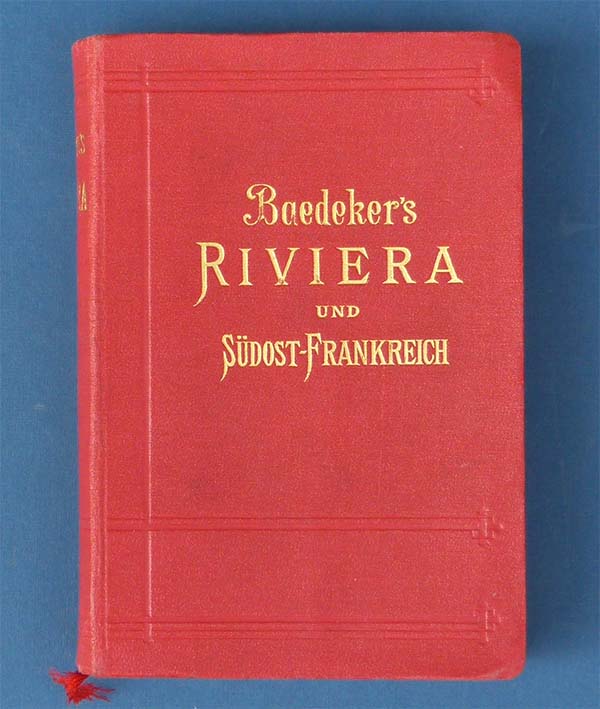 Baedeker's
RIVIERA
UND
SÜDOST-FRANKREICH